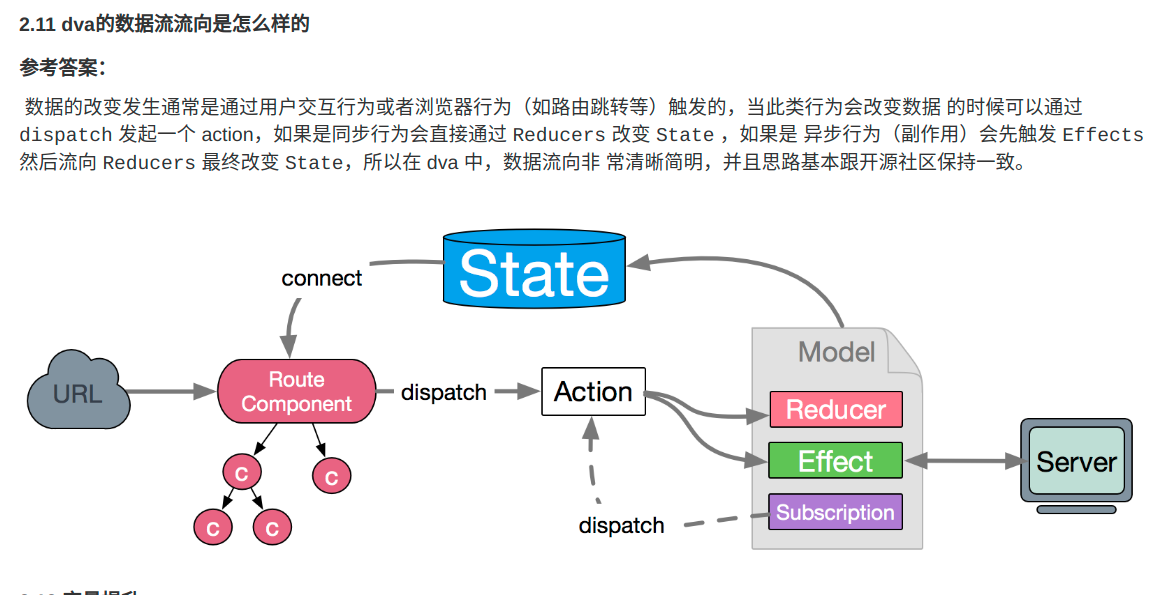 2.11 dva的数据流流向是怎么样的
参考答案：
数据的改变发生通常是通过用户交互行为或者浏览器行为（如路由跳转等）触发的，当此类行为会改变数据 的时候可以通过
dispatch 发起一个 action，如果是同步行为会直接通过 Reducers 改变 State ，如果是 异步行为（副作用）会先触发 Effects
然后流向 Reducers 最终改变 State，所以在 dva 中，数据流向非 常清晰简明，并且思路基本跟开源社区保持一致。
State
connect
Model
URL
Route
Component
dispatch
Action
Reducer
Effect
Server
Subscription
dispatch
C
C
C
C